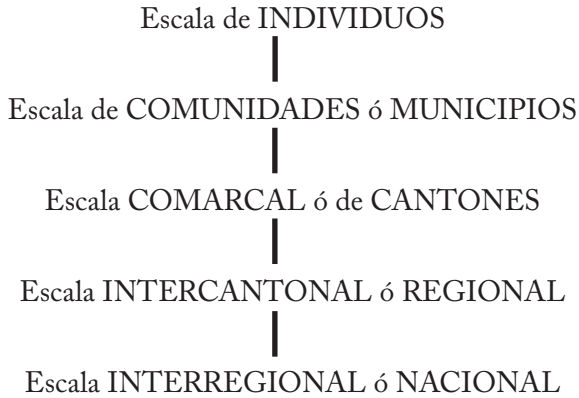 Escala de INDIVIDUOS
Escala de COMUNIDADES ó MUNICIPIOS
Escala COMARCAL ó de CANTONES
Escala INTERCANTONAL ó REGIONAL
Escala INTERREGIONAL ó NACIONAL